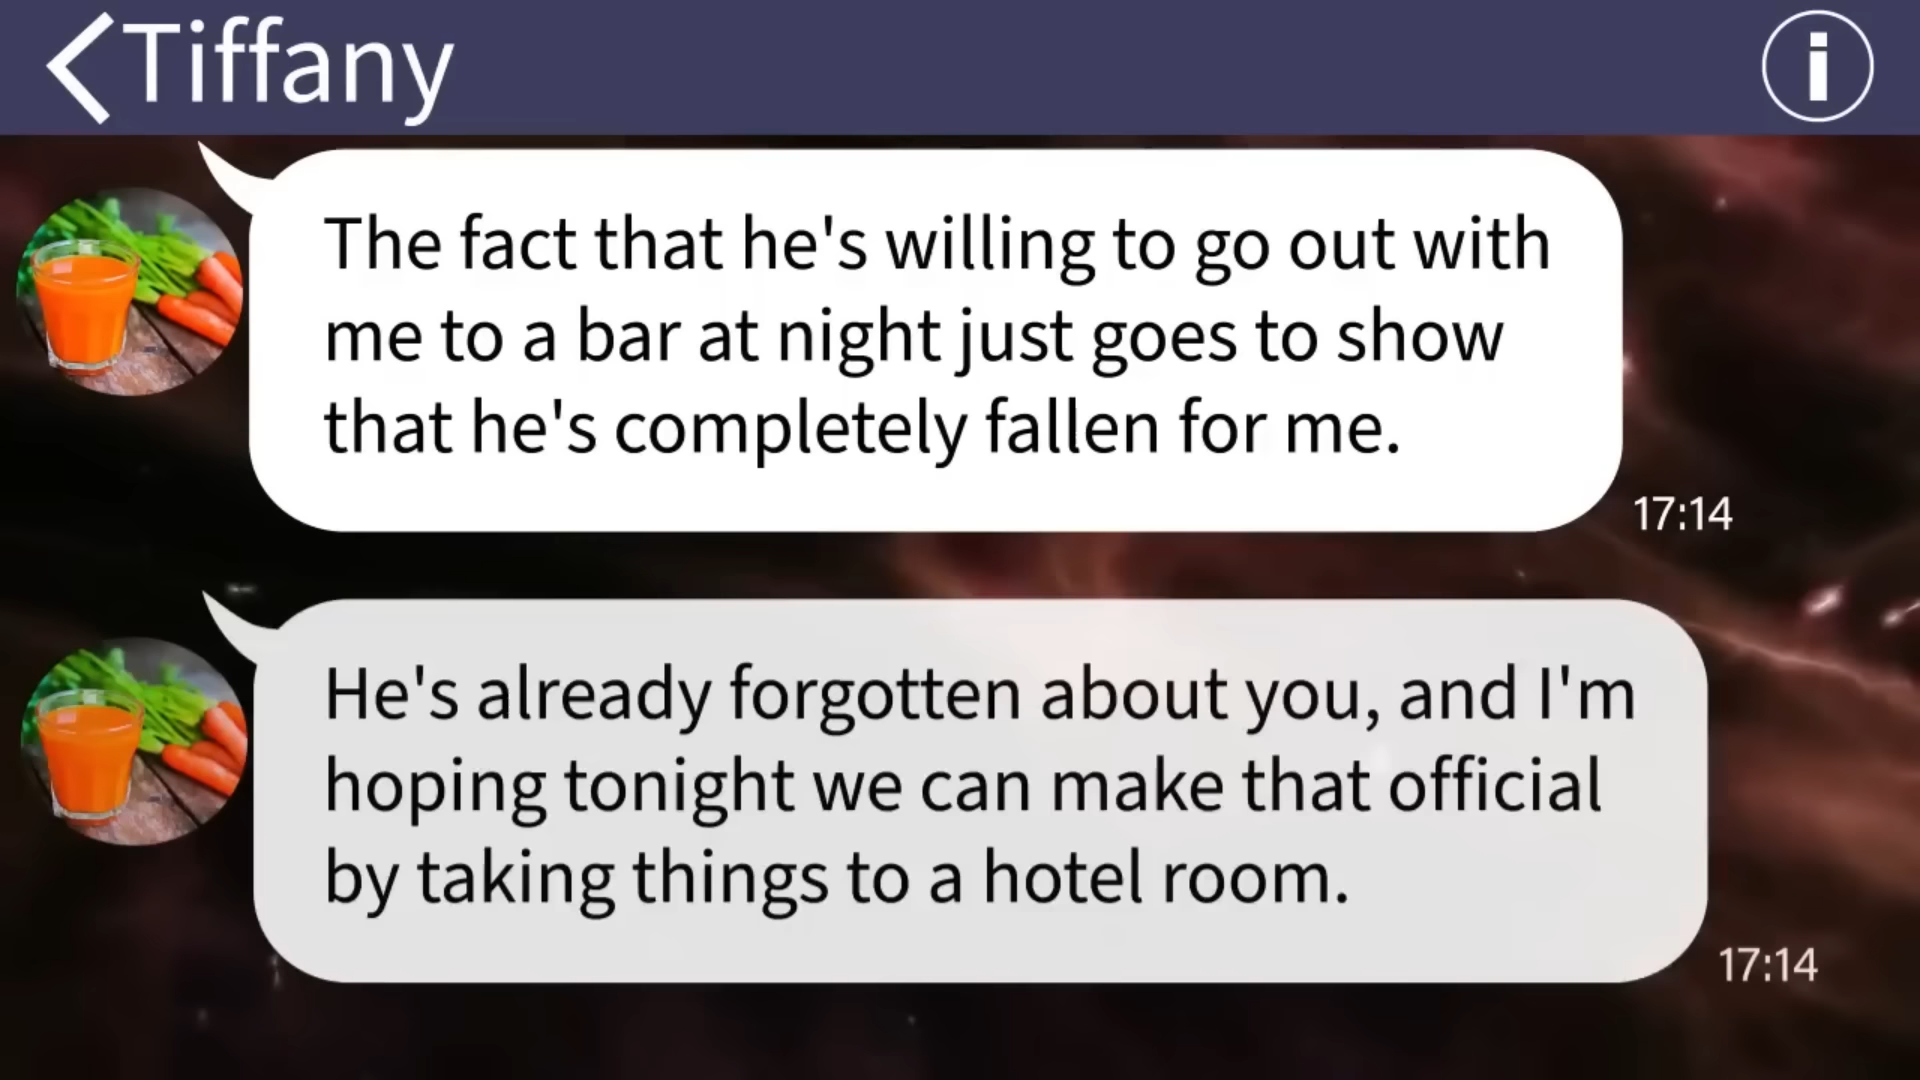 Tiffany
The fact that he's willing to go out with
me to a bar at night just goes to show
that he's completely fallen for me.
17:14
He's already forgotten about you, and I'm
hoping tonight we can make that official
by taking things to a hotel room.
17:14